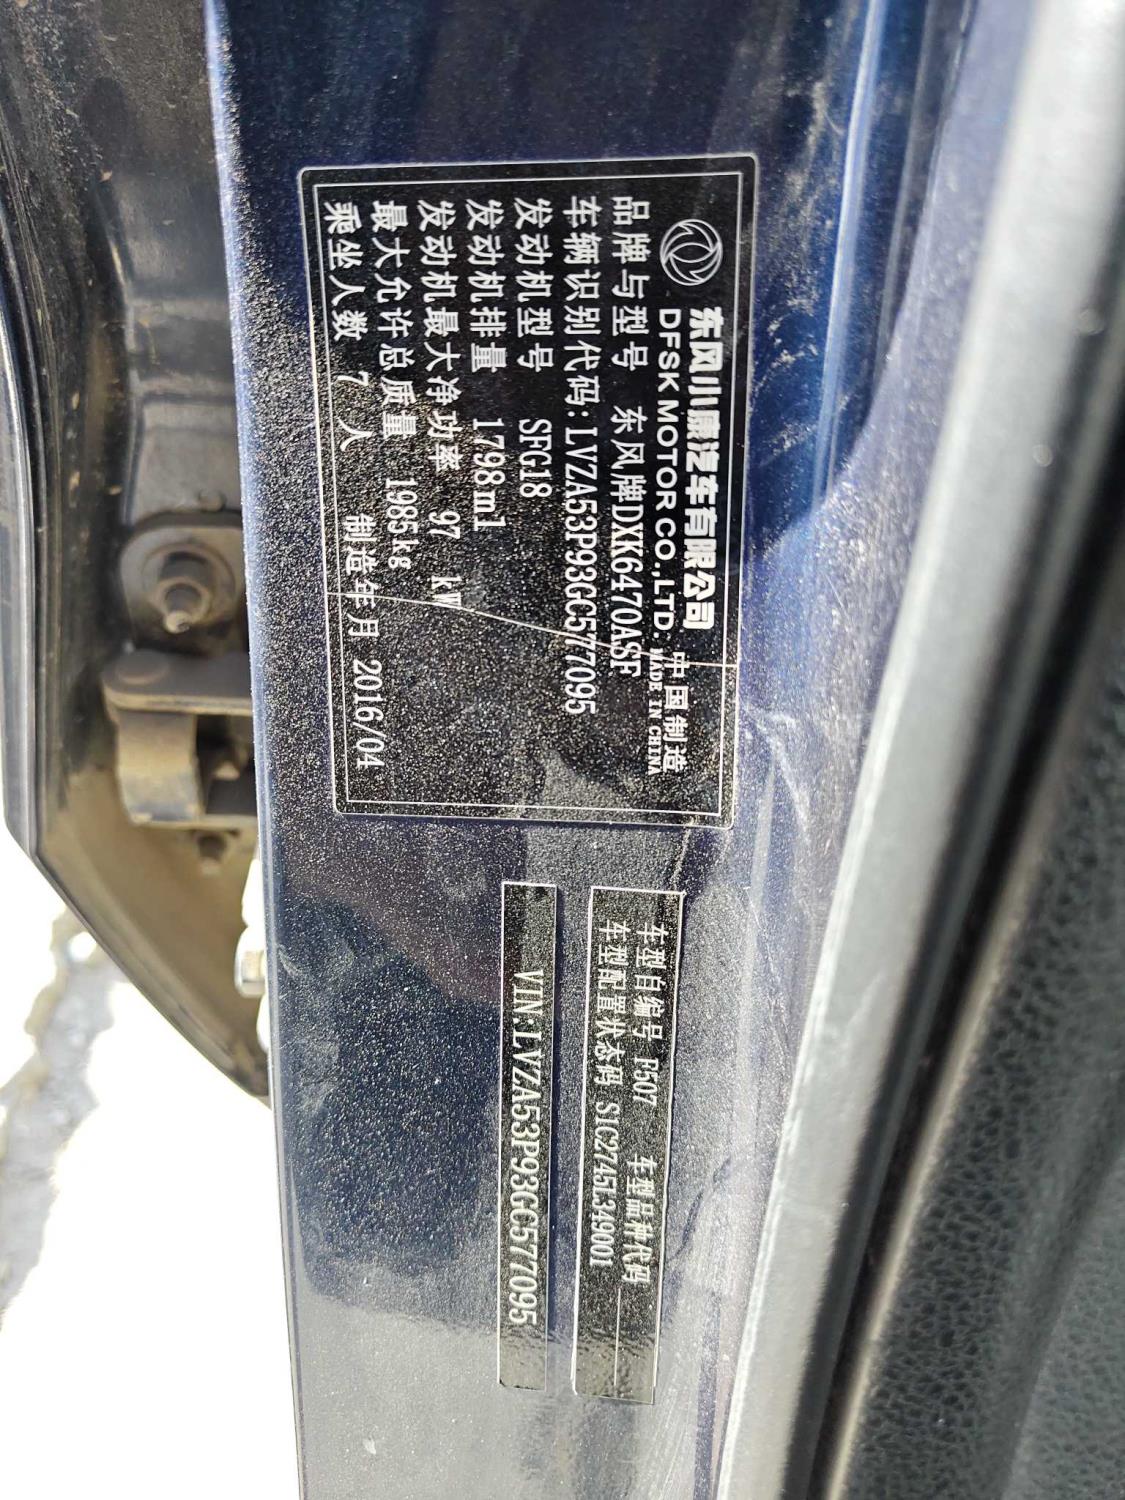 东风小康汽车有限公司 中国制造
DFSK MOTOR CO.,LTD. MADE IN CHINA
品牌与型号 东风牌DXK6470ASF
车辆识别代码: LVZA53P93GC577095
发动机型号 SFG18
发动机排量 1798ml
发动机最大净功率 97 kW
最大允许总质量 1985kg
乘坐人数 7人 制造年月 2016/04
车型自编号 F507 车型品种代码
车型配置状态码 S1C2745L349001
VIN:LVZA53P93GC577095